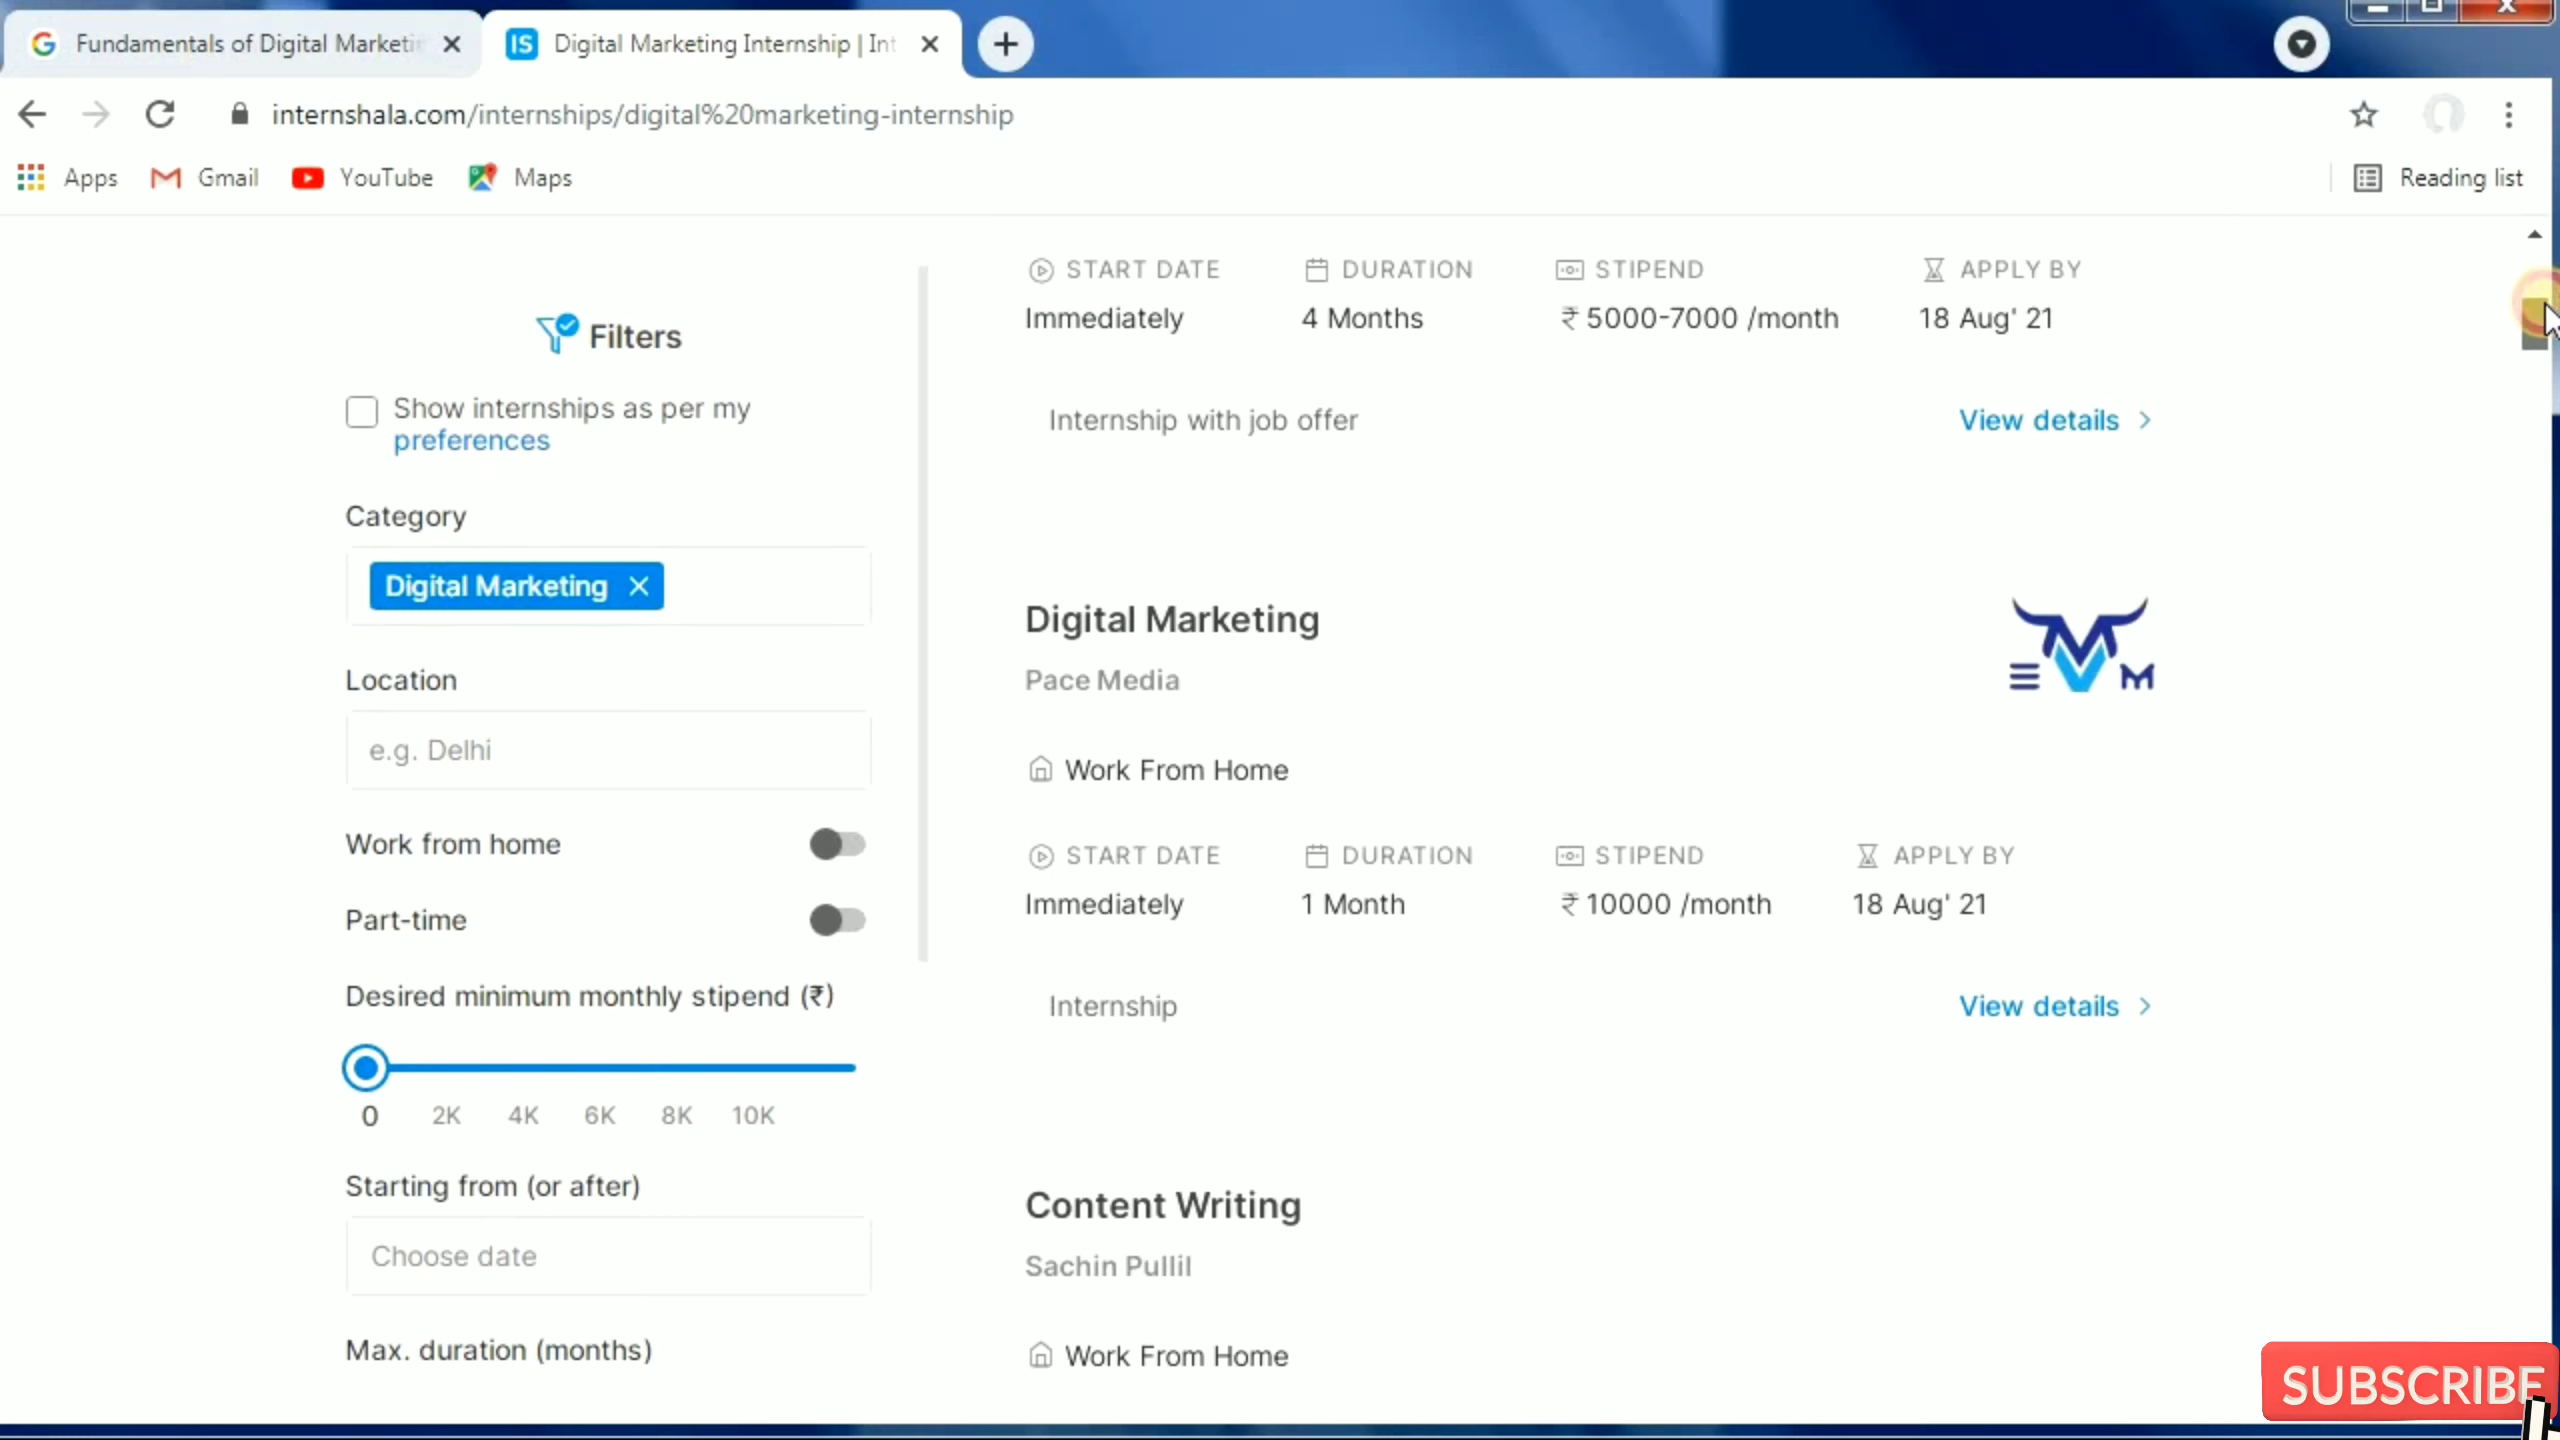 Fundamentals of Digital Marketi
IS Digital Marketing Internship | Int
internshala.com/internships/digital%20marketing-internship
Apps Gmail YouTube Maps Reading list
Filters
Show internships as per my
preferences
Category
Digital Marketing
Location
e.g. Delhi
Work from home
Part-time
Desired minimum monthly stipend (₹)
0 2K 4K 6K 8K 10K
Starting from (or after)
Choose date
Max. duration (months)
START DATE DURATION STIPEND APPLY BY
Immediately 4 Months ₹ 5000-7000 /month 18 Aug' 21
Internship with job offer View details
Digital Marketing
Pace Media
EVM
Work From Home
START DATE DURATION STIPEND APPLY BY
Immediately 1 Month ₹ 10000 /month 18 Aug' 21
Internship View details
Content Writing
Sachin Pullil
Work From Home
SUBSCRIBE